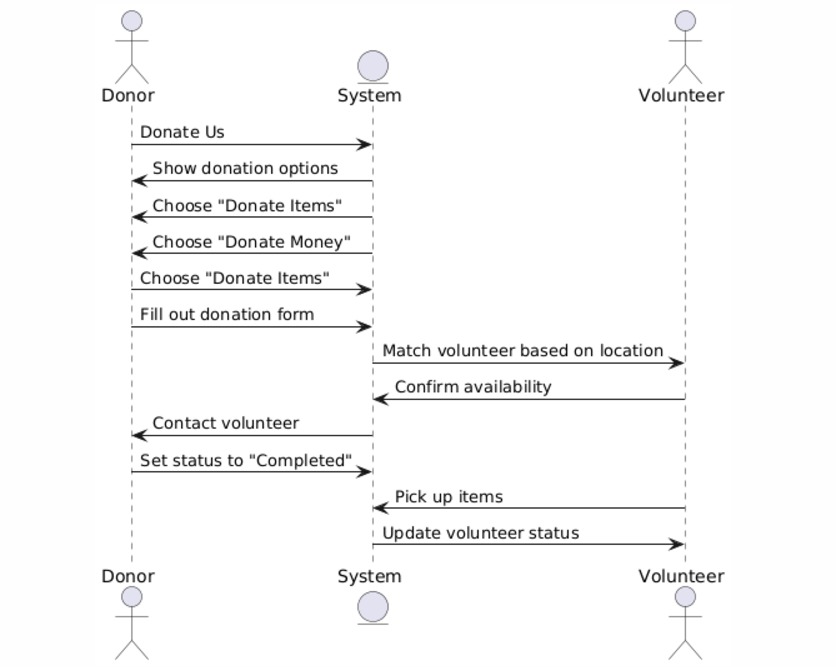 Donor
System
Volunteer
Donate Us
Show donation options
Choose "Donate Items"
Choose "Donate Money"
Choose "Donate Items"
Fill out donation form
Match volunteer based on location
Confirm availability
Contact volunteer
Set status to "Completed"
Pick up items
Update volunteer status
Donor
System
Volunteer